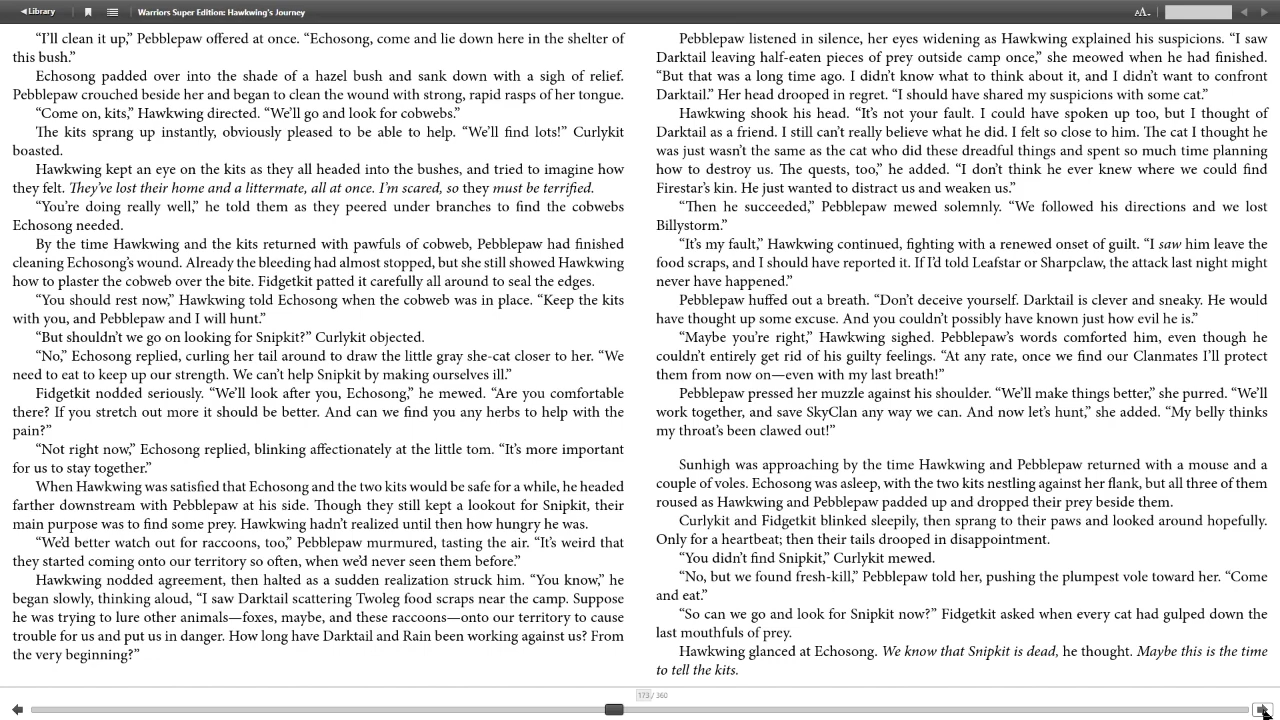 Library
Warriors Super Edition: Hawkwing's Journey
AA
“I’ll clean it up,” Pebblepaw offered at once. “Echosong, come and lie down here in the shelter of
this bush.”
Echosong padded over into the shade of a hazel bush and sank down with a sigh of relief.
Pebblepaw crouched beside her and began to clean the wound with strong, rapid rasps of her tongue.
“Come on, kits,” Hawkwing directed. “We’ll go and look for cobwebs.”
The kits sprang up instantly, obviously pleased to be able to help. “We’ll find lots!” Curlykit
boasted.
Hawkwing kept an eye on the kits as they all headed into the bushes, and tried to imagine how
they felt. They’ve lost their home and a littermate, all at once. I’m scared, so they must be terrified.
“You’re doing really well,” he told them as they peered under branches to find the cobwebs
Echosong needed.
By the time Hawkwing and the kits returned with pawfuls of cobweb, Pebblepaw had finished
cleaning Echosong’s wound. Already the bleeding had almost stopped, but she still showed Hawkwing
how to plaster the cobweb over the bite. Fidgetkit patted it carefully all around to seal the edges.
“You should rest now,” Hawkwing told Echosong when the cobweb was in place. “Keep the kits
with you, and Pebblepaw and I will hunt.”
“But shouldn’t we go on looking for Snipkit?” Curlykit objected.
“No,” Echosong replied, curling her tail around to draw the little gray she-cat closer to her. “We
need to eat to keep up our strength. We can’t help Snipkit by making ourselves ill.”
Fidgetkit nodded seriously. “We’ll look after you, Echosong,” he mewed. “Are you comfortable
there? If you stretch out more it should be better. And can we find you any herbs to help with the
pain?”
“Not right now,” Echosong replied, blinking affectionately at the little tom. “It’s more important
for us to stay together.”
When Hawkwing was satisfied that Echosong and the two kits would be safe for a while, he headed
farther downstream with Pebblepaw at his side. Though they still kept a lookout for Snipkit, their
main purpose was to find some prey. Hawkwing hadn’t realized until then how hungry he was.
“We’d better watch out for raccoons, too,” Pebblepaw murmured, tasting the air. “It’s weird that
they started coming onto our territory so often, when we’d never seen them before.”
Hawkwing nodded agreement, then halted as a sudden realization struck him. “You know,” he
began slowly, thinking aloud, “I saw Darktail scattering Twoleg food scraps near the camp. Suppose
he was trying to lure other animals—foxes, maybe, and these raccoons—onto our territory to cause
trouble for us and put us in danger. How long have Darktail and Rain been working against us? From
the very beginning?”
Pebblepaw listened in silence, her eyes widening as Hawkwing explained his suspicions. “I saw
Darktail leaving half-eaten pieces of prey outside camp once,” she meowed when he had finished.
“But that was a long time ago. I didn’t know what to think about it, and I didn’t want to confront
Darktail.” Her head drooped in regret. “I should have shared my suspicions with some cat.”
Hawkwing shook his head. “It’s not your fault. I could have spoken up too, but I thought of
Darktail as a friend. I still can’t really believe what he did. I felt so close to him. The cat I thought he
was just wasn’t the same as the cat who did these dreadful things and spent so much time planning
how to destroy us. The quests, too,” he added. “I don’t think he ever knew where we could find
Firestar’s kin. He just wanted to distract us and weaken us.”
“Then he succeeded,” Pebblepaw mewed solemnly. “We followed his directions and we lost
Billystorm.”
“It’s my fault,” Hawkwing continued, fighting with a renewed onset of guilt. “I saw him leave the
food scraps, and I should have reported it. If I’d told Leafstar or Sharpclaw, the attack last night might
never have happened.”
Pebblepaw huffed out a breath. “Don’t deceive yourself. Darktail is clever and sneaky. He would
have thought up some excuse. And you couldn’t possibly have known just how evil he is.”
“Maybe you’re right,” Hawkwing sighed. Pebblepaw’s words comforted him, even though he
couldn’t entirely get rid of his guilty feelings. “At any rate, once we find our Clanmates I’ll protect
them from now on—even with my last breath!”
Pebblepaw pressed her muzzle against his shoulder. “We’ll make things better,” she purred. “We’ll
work together, and save SkyClan any way we can. And now let’s hunt,” she added. “My belly thinks
my throat’s been clawed out!”
Sunhigh was approaching by the time Hawkwing and Pebblepaw returned with a mouse and a
couple of voles. Echosong was asleep, with the two kits nestling against her flank, but all three of them
roused as Hawkwing and Pebblepaw padded up and dropped their prey beside them.
Curlykit and Fidgetkit blinked sleepily, then sprang to their paws and looked around hopefully.
Only for a heartbeat; then their tails drooped in disappointment.
“You didn’t find Snipkit,” Curlykit mewed.
“No, but we found fresh-kill,” Pebblepaw told her, pushing the plumpest vole toward her. “Come
and eat.”
“So can we go and look for Snipkit now?” Fidgetkit asked when every cat had gulped down the
last mouthfuls of prey.
Hawkwing glanced at Echosong. We know that Snipkit is dead, he thought. Maybe this is the time
to tell the kits.
173 / 360